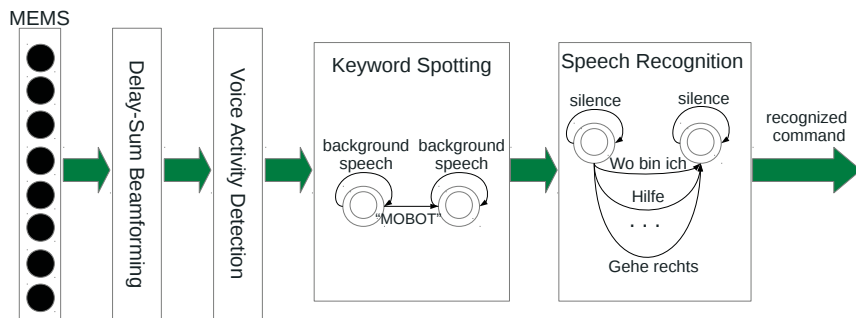 MEMS
Delay-Sum Beamforming
Voice Activity Detection
Keyword Spotting
background
speech
background
speech
“MOBOT”
Speech Recognition
silence
silence
Wo bin ich
Hilfe
. . .
Gehe rechts
recognized
command